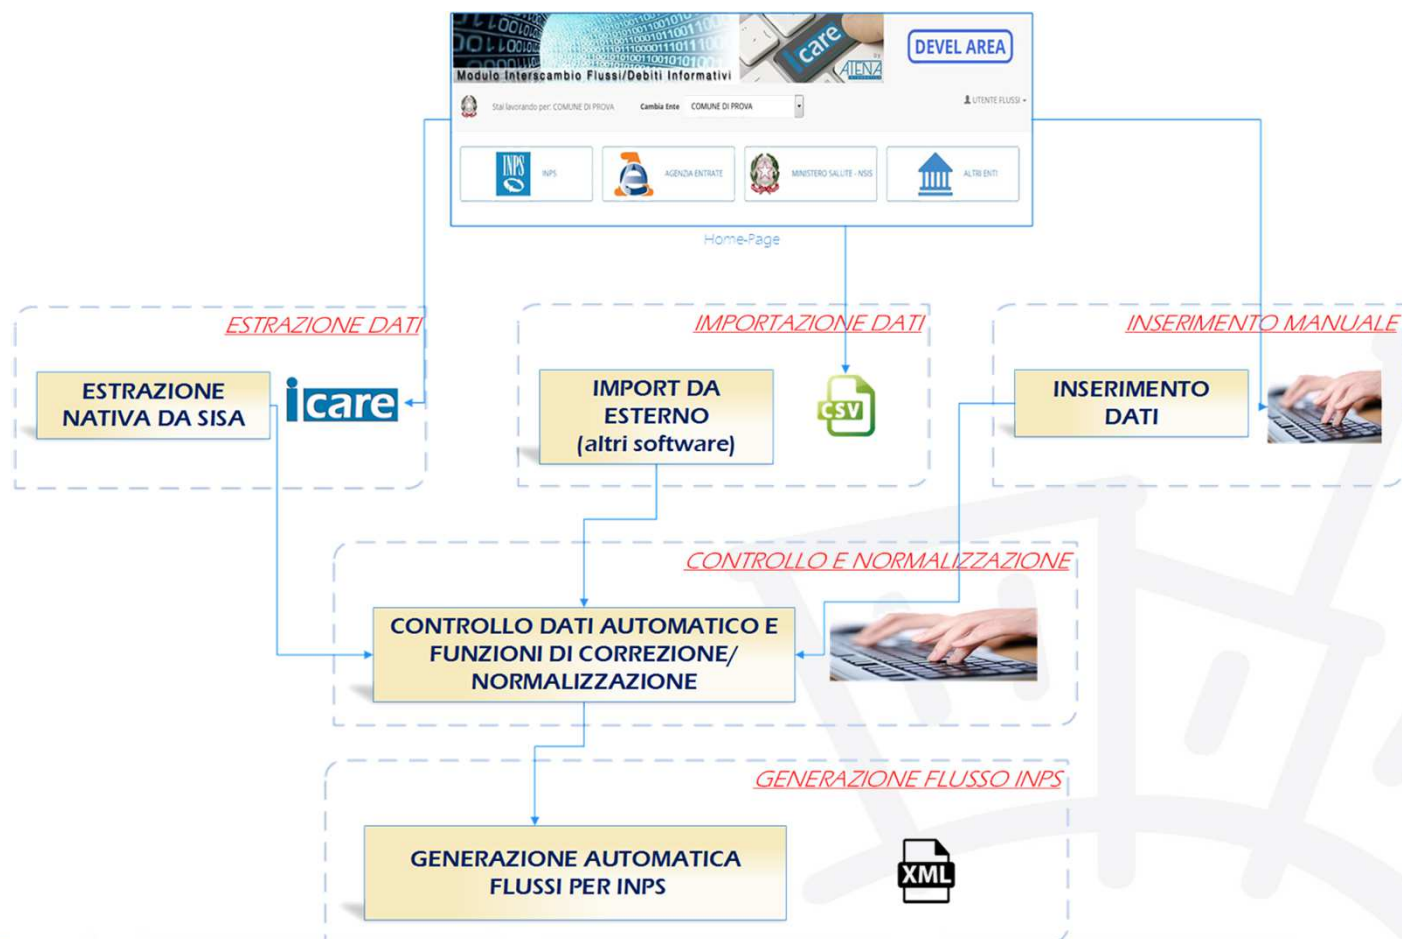 Modulo Interscambio Flussi/Debiti Informativi
icare
by
ATENA
DEVEL AREA
Stai lavorando per: COMUNE DI PROVA
Cambia Ente
COMUNE DI PROVA
UTENTE FLUSSI
INPS
INPS
AGENZIA ENTRATE
MINISTERO SALUTE - NSIS
ALTRI ENTI
Home-Page
ESTRAZIONE DATI
ESTRAZIONE
NATIVA DA SISA
icare
IMPORTAZIONE DATI
IMPORT DA
ESTERNO
(altri software)
CSV
INSERIMENTO MANUALE
INSERIMENTO
DATI
CONTROLLO E NORMALIZZAZIONE
CONTROLLO DATI AUTOMATICO E
FUNZIONI DI CORREZIONE/
NORMALIZZAZIONE
GENERAZIONE FLUSSO INPS
GENERAZIONE AUTOMATICA
FLUSSI PER INPS
XML